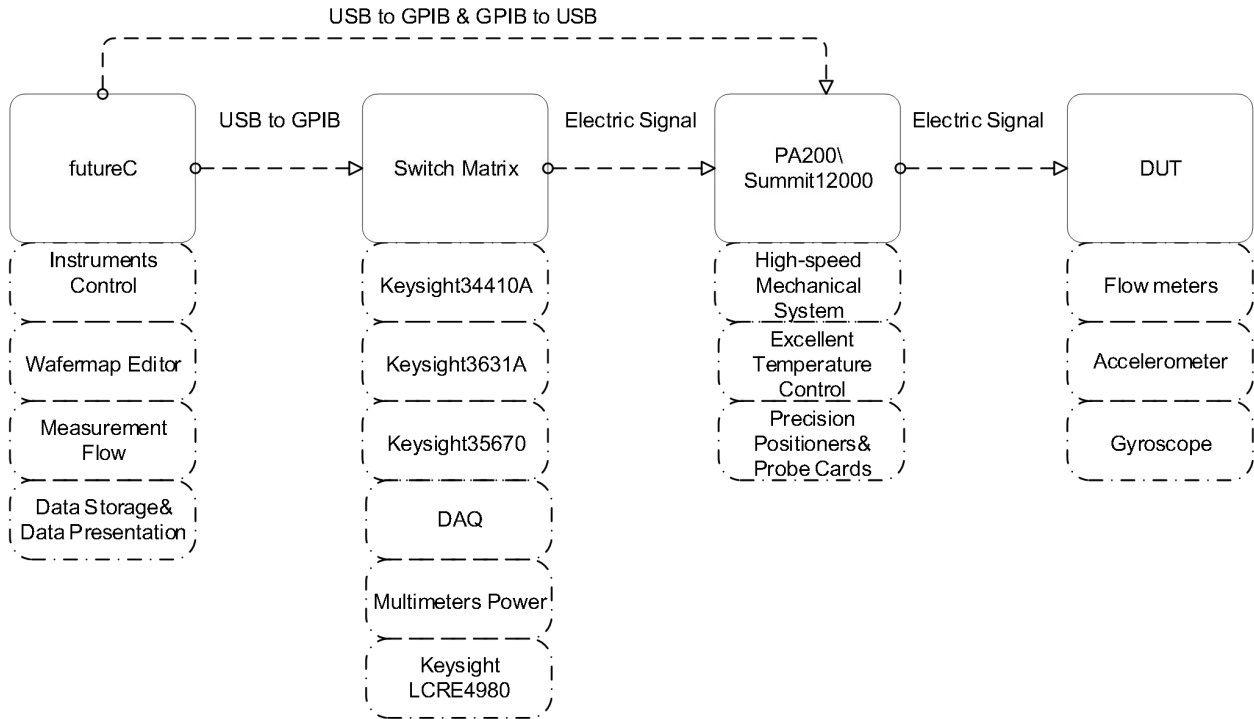 USB to GPIB & GPIB to USB
futureC
USB to GPIB
Switch Matrix
Electric Signal
PA200\
Summit12000
Electric Signal
DUT
Instruments
Control
Wafermap Editor
Measurement
Flow
Data Storage&
Data Presentation
Keysight34410A
Keysight3631A
Keysight35670
DAQ
Multimeters Power
Keysight
LCRE4980
High-speed
Mechanical
System
Excellent
Temperature
Control
Precision
Positioners&
Probe Cards
Flow meters
Accelerometer
Gyroscope